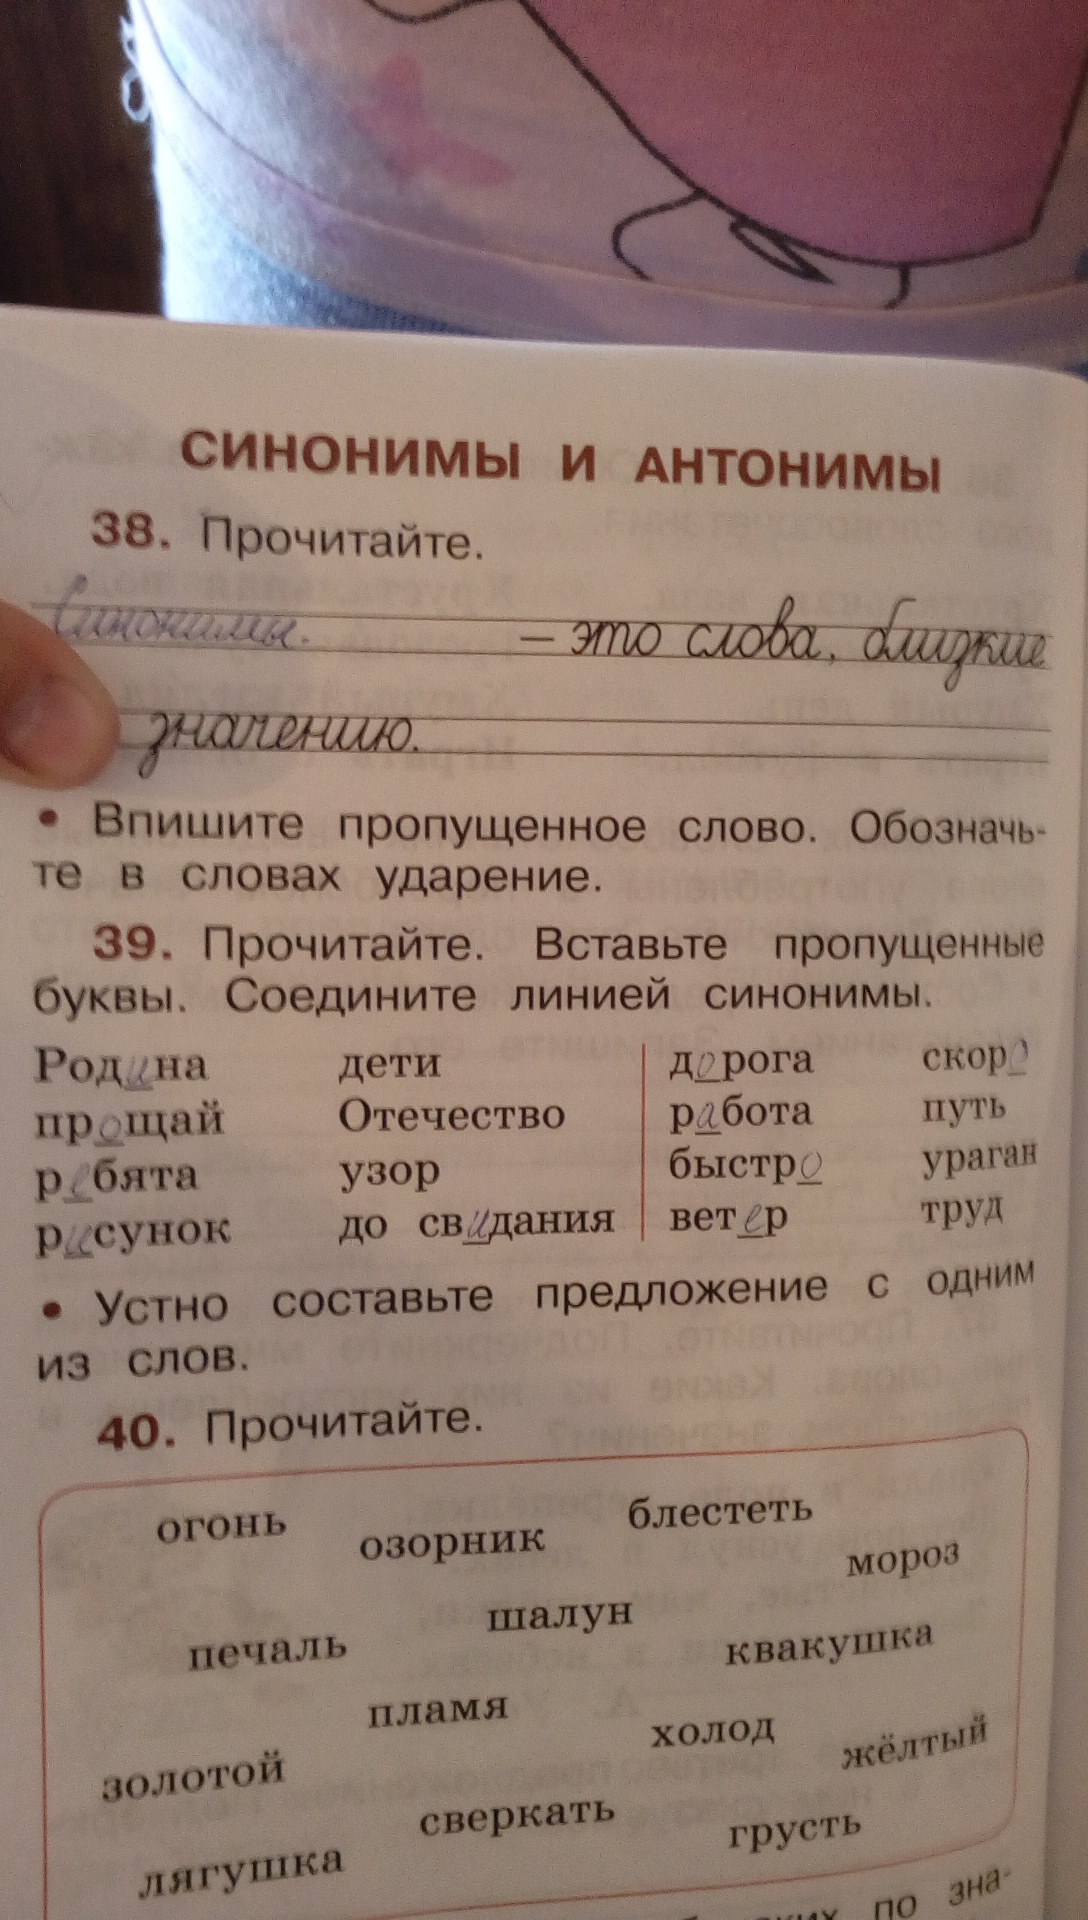 СИНОНИМЫ И АНТОНИМЫ
38. Прочитайте.
Синонимы. – это слова, близкие
значению.
• Впишите пропущенное слово. Обозначь-
те в словах ударение.
39. Прочитайте. Вставьте пропущенные
буквы. Соедините линией синонимы.
Родина дети дорога скоро
прощай Отечество работа путь
ребята узор быстро ураган
рисунок до свидания ветер труд
• Устно составьте предложение с одним
из слов.
40. Прочитайте.
огонь озорник блестеть
мороз
печаль шалун квакушка
пламя холод
золотой жёлтый
сверкать
лягушка грусть
по зна-